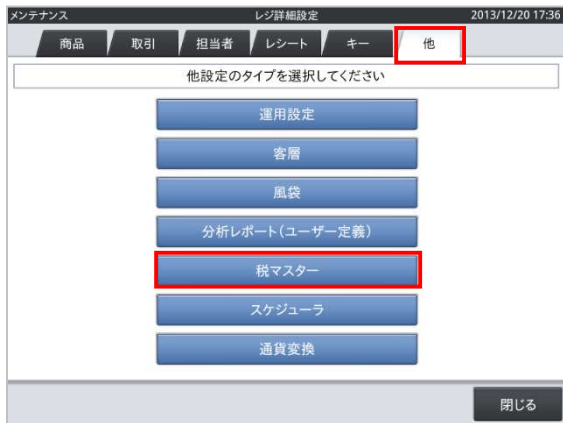 メンテナンス レジ詳細設定 2013/12/20 17:36
商品 取引 担当者 レシート キー 他
他設定のタイプを選択してください
運用設定
客層
風袋
分析レポート(ユーザー定義)
税マスター
スケジューラ
通貨変換
閉じる